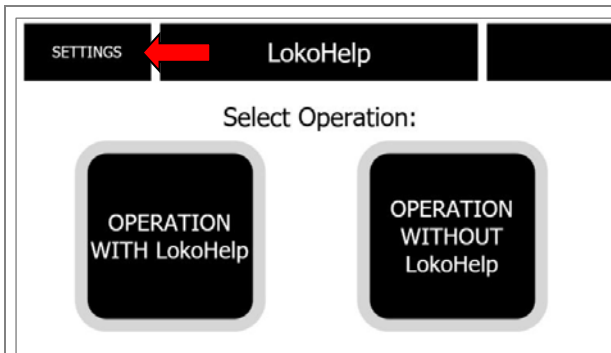 SETTINGS
LokoHelp
Select Operation:
OPERATION
WITH LokoHelp
OPERATION
WITHOUT
LokoHelp